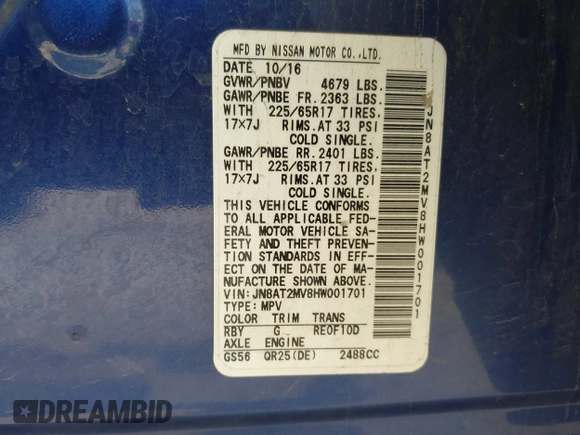 MFD BY NISSAN MOTOR CO.,LTD.
DATE 10/16
GVWR/PNBV 4679 LBS.
GAWR/PNBE FR. 2363 LBS.
WITH 225/65R17 TIRES,
17×7J RIMS.AT 33 PSI
COLD SINGLE.
GAWR/PNBE RR. 2401 LBS.
WITH 225/65R17 TIRES,
17×7J RIMS.AT 33 PSI
COLD SINGLE.
THIS VEHICLE CONFORMS
TO ALL APPLICABLE FED-
ERAL MOTOR VEHICLE SA-
FETY AND THEFT PREVEN-
TION STANDARDS IN EFF-
ECT ON THE DATE OF MA-
NUFACTURE SHOWN ABOVE.
VIN: JN8AT2MV8HW001701
TYPE: MPV
COLOR TRIM TRANS
RBY G RE0F10D
AXLE ENGINE
GS56 QR25(DE) 2488CC
JN8AT2MV8HW001701
DREAMBID